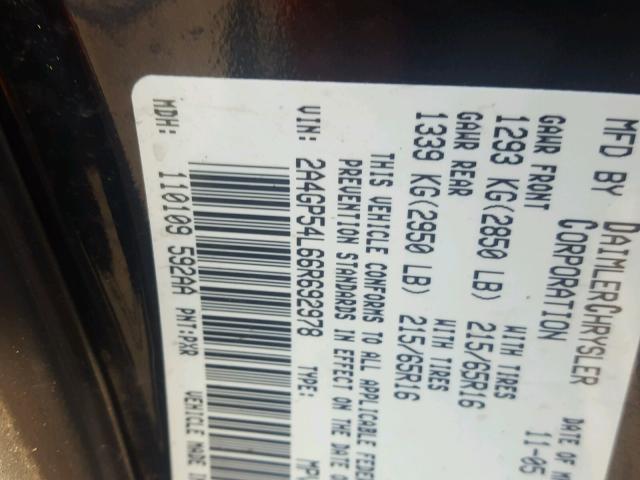 MFD BY DAIMLERCHRYSLER CORPORATION
DATE OF M
11-05
GAWR FRONT WITH TIRES
1293 KG(2850 LB) 215/65R16
GAWR REAR WITH TIRES
1339 KG(2950 LB) 215/65R16
THIS VEHICLE CONFORMS TO ALL APPLICABLE FEDE
PREVENTION STANDARDS IN EFFECT ON THE DATE O
VIN: 2A4GP54L66R692978 TYPE: MPV
MDH: 110109 592AA PNT:PXR VEHICLE MADE IN